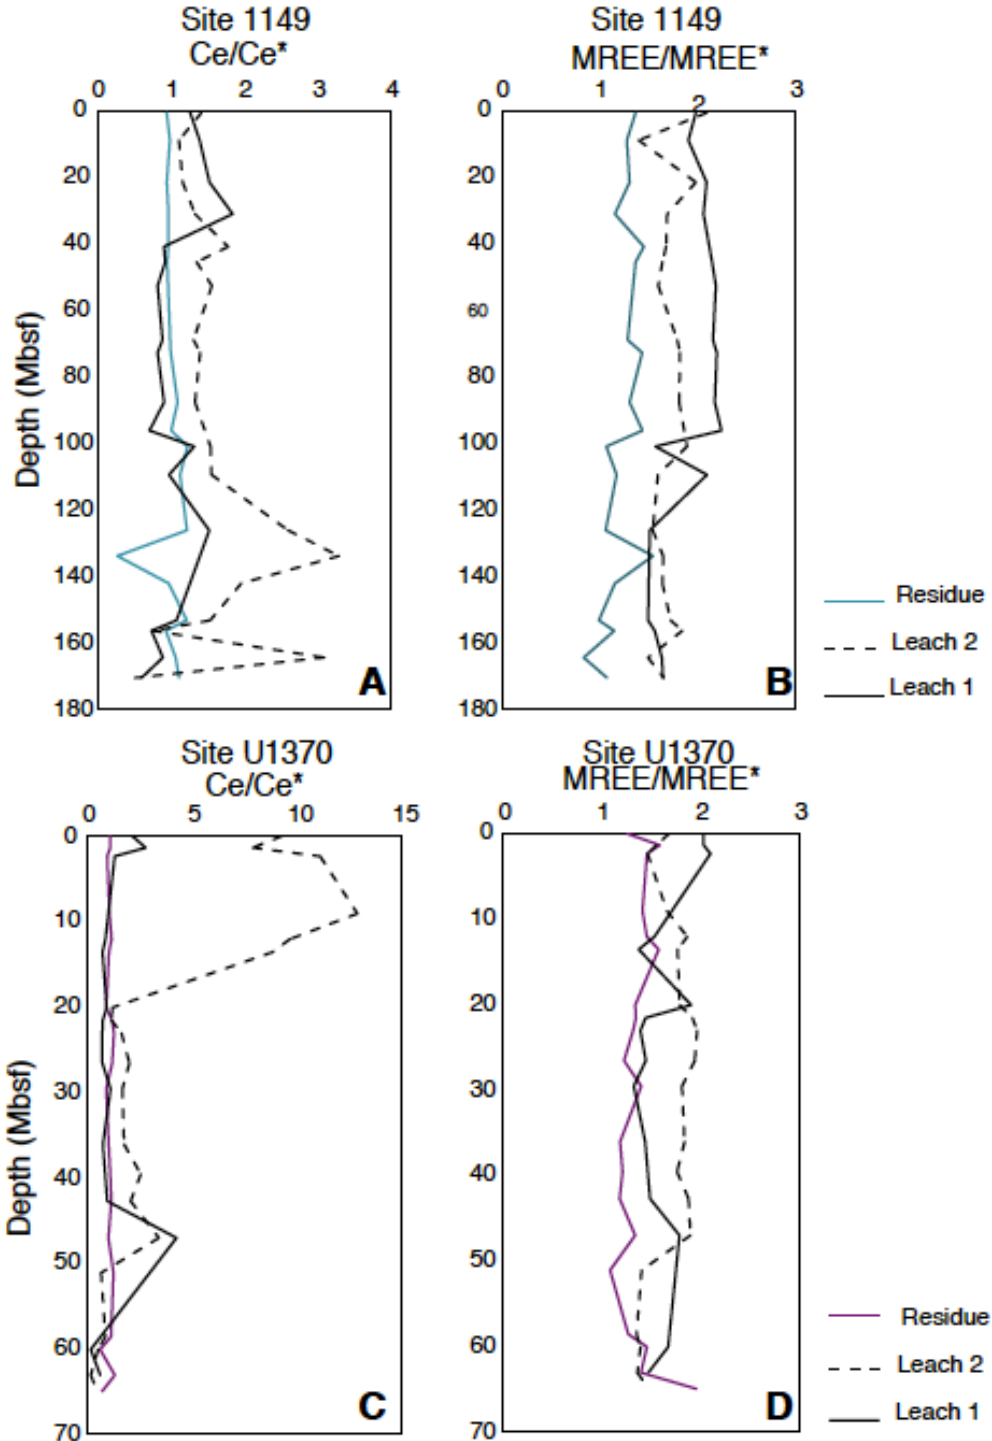 Site 1149
Ce/Ce*
0 1 2 3 4
0
20
40
60
80
100
120
140
160
180
Depth (Mbsf)
A
Site 1149
MREE/MREE*
0 1 2 3
0
20
40
60
80
100
120
140
160
180
B
Residue
Leach 2
Leach 1
Site U1370
Ce/Ce*
0 5 10 15
0
10
20
30
40
50
60
70
Depth (Mbsf)
C
Site U1370
MREE/MREE*
0 1 2 3
0
10
20
30
40
50
60
70
D
Residue
Leach 2
Leach 1